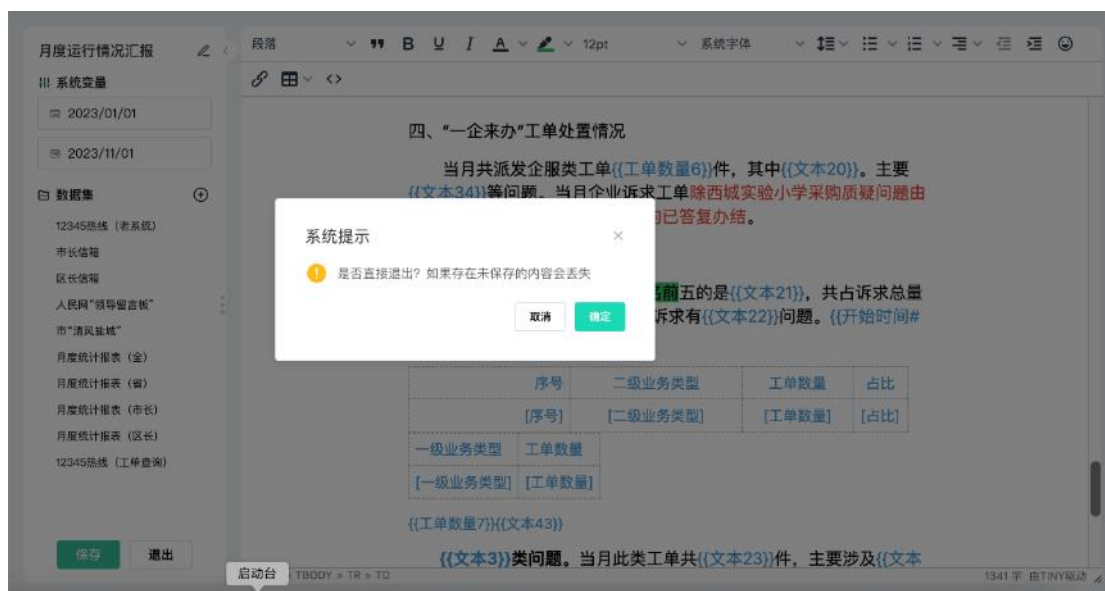 月度运行情况汇报
系统变量
2023/01/01
2023/11/01
数据集
12345热线（老系统）
市长信箱
区长信箱
人民网“领导留言板”
市“清风盐城”
月度统计报表（全）
月度统计报表（省）
月度统计报表（市长）
月度统计报表（区长）
12345热线（工单查询）
保存 退出
启动台
段落 B U I A 12pt 系统字体
四、“一企来办”工单处置情况
当月共派发企服类工单{{工单数量6}}件，其中{{文本20}}。主要
{{文本34}}等问题。当月企业诉求工单除西城实验小学采购质疑问题由
已答复办结。
系统提示
是否直接退出？如果存在未保存的内容会丢失
取消 确定
前五的是{{文本21}}，共占诉求总量
诉求有{{文本22}}问题。{{开始时间#
序号 二级业务类型 工单数量 占比
[序号] [二级业务类型] [工单数量] [占比]
一级业务类型 工单数量
[一级业务类型] [工单数量]
{{工单数量7}}{{文本43}}
{{文本3}}类问题。当月此类工单共{{文本23}}件，主要涉及{{文本
» TBODY » TR » TD
1341 字 由TINY驱动